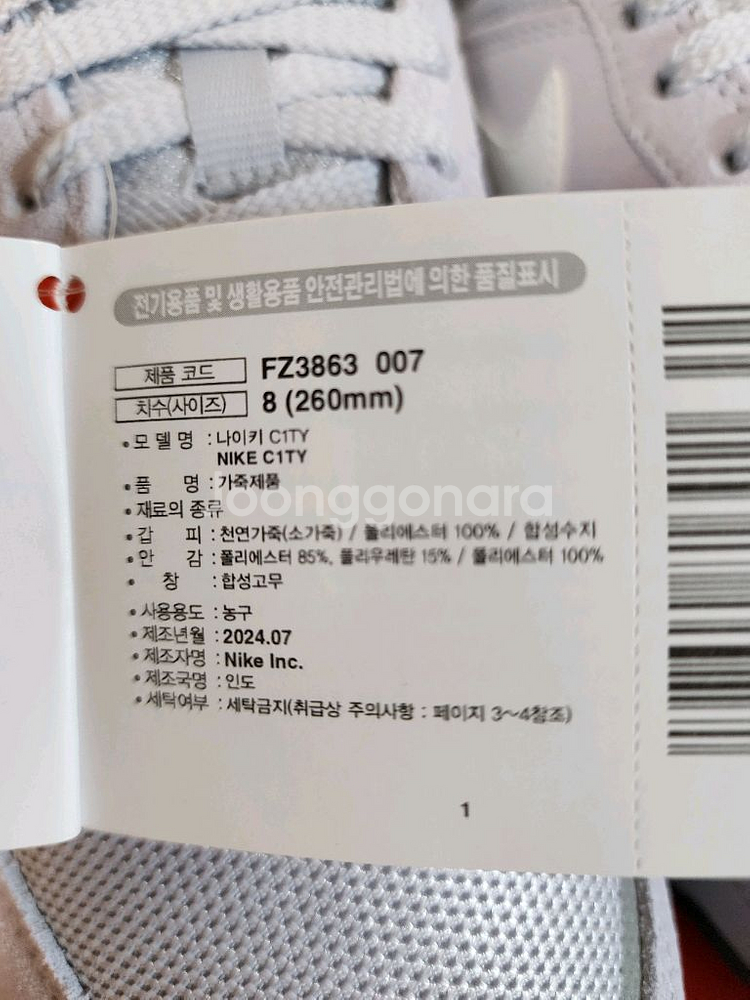 전기용품 및 생활용품 안전관리법에 의한 품질표시
제품 코드 FZ3863 007
치수(사이즈) 8 (260mm)
• 모 델 명 : 나이키 C1TY
NIKE C1TY
• 품 명 : 가죽제품
joonggonara
• 재료의 종류
• 갑 피 : 천연가죽(소가죽) / 폴리에스터 100% / 합성수지
• 안 감 : 폴리에스터 85%, 폴리우레탄 15% / 폴리에스터 100%
• 창 : 합성고무
• 사용용도 : 농구
• 제조년월 : 2024.07
• 제조자명 : Nike Inc.
• 제조국명 : 인도
• 세탁여부 : 세탁금지(취급상 주의사항 : 페이지 3~4참조)
1